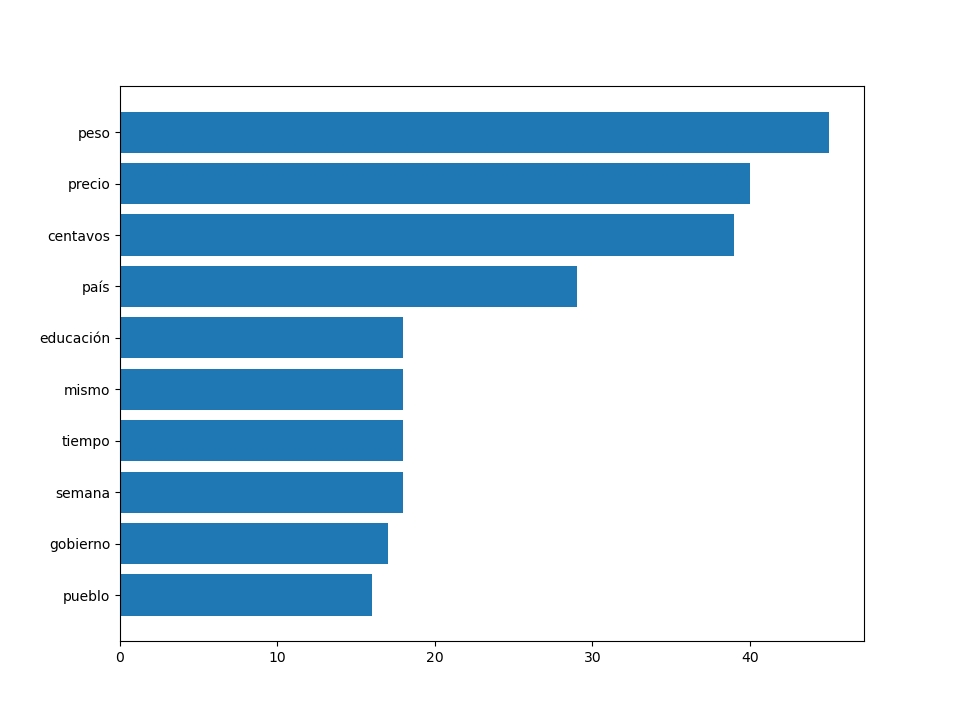 peso
precio
centavos
país
educación
mismo
tiempo
semana
gobierno
pueblo
0 10 20 30 40